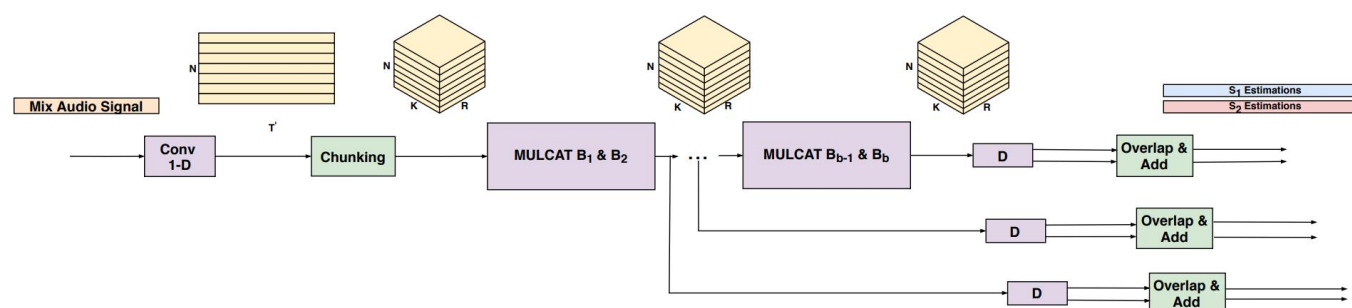 N
T'
N
K
R
N
K
R
N
K
R
Mix Audio Signal
S1 Estimations
S2 Estimations
Conv
1-D
Chunking
MULCAT B1 & B2
...
MULCAT Bb-1 & Bb
D
Overlap &
Add
D
Overlap &
Add
D
Overlap &
Add